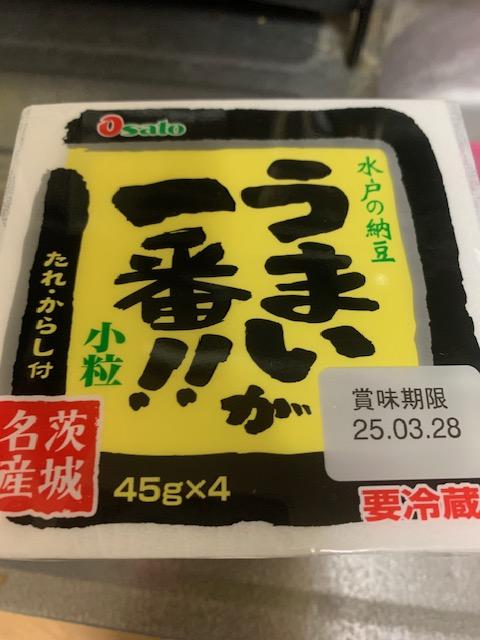 Osato
水戸の納豆
うまいが
一番!!
小粒
たれ・からし付
茨城
名産
45g×4
賞味期限
25.03.28
要冷蔵